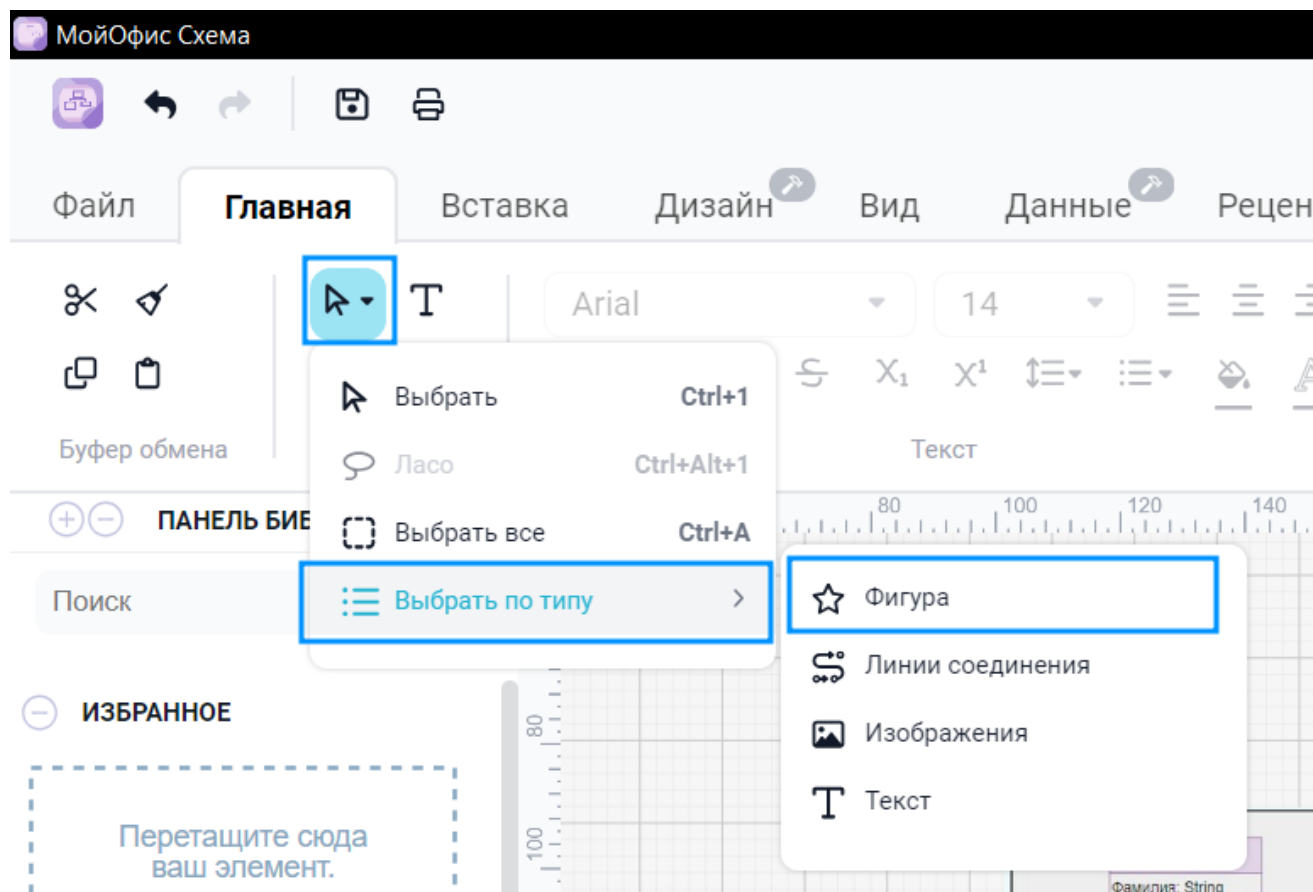 МойОфис Схема
Файл Главная Вставка Дизайн Вид Данные Рецен
T Arial 14
S X₁ X¹
Буфер обмена Текст
Выбрать Ctrl+1
Ласо Ctrl+Alt+1
Выбрать все Ctrl+A
Выбрать по типу
ПАНЕЛЬ БИБ
80 100 120 140
Поиск
Фигура
Линии соединения
Изображения
Текст
ИЗБРАННОЕ
80
100
Перетащите сюда
ваш элемент.
Фамилия: String